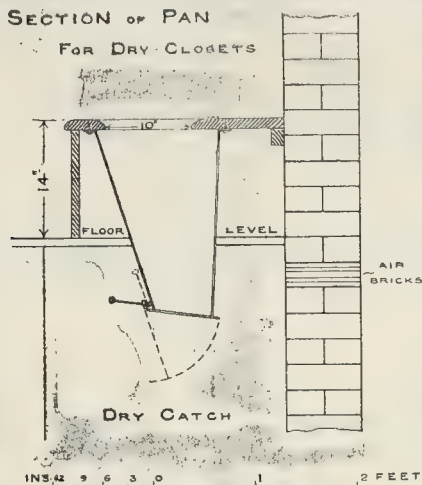 SECTION OF PAN
FOR DRY CLOSETS
10"
14"
FLOOR LEVEL
AIR
BRICKS
DRY CATCH
INS. 12 9 6 3 0 1 2 FEET